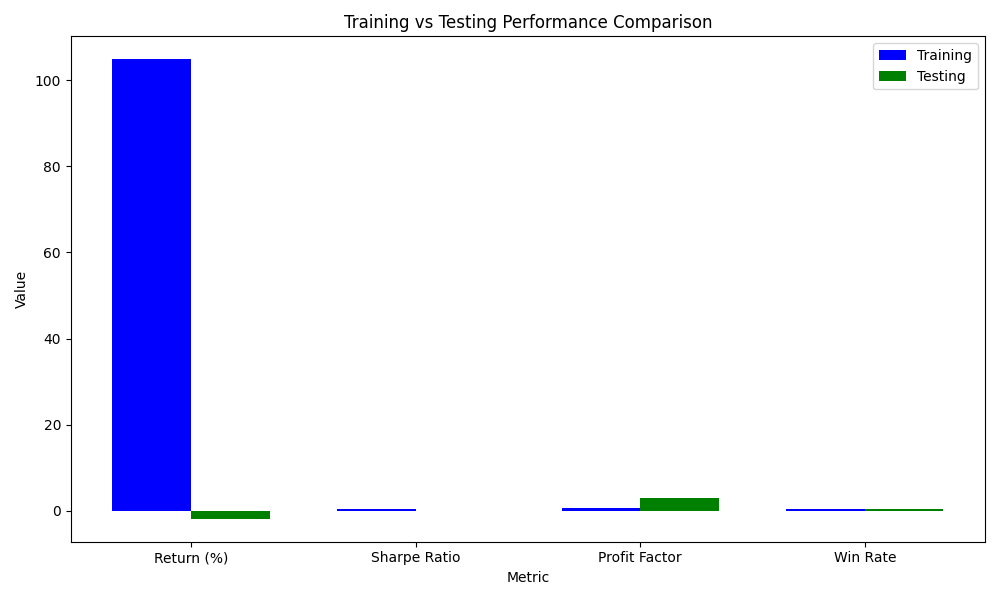 Training vs Testing Performance Comparison
Training
Testing
Value
100
80
60
40
20
0
Return (%)
Sharpe Ratio
Profit Factor
Win Rate
Metric